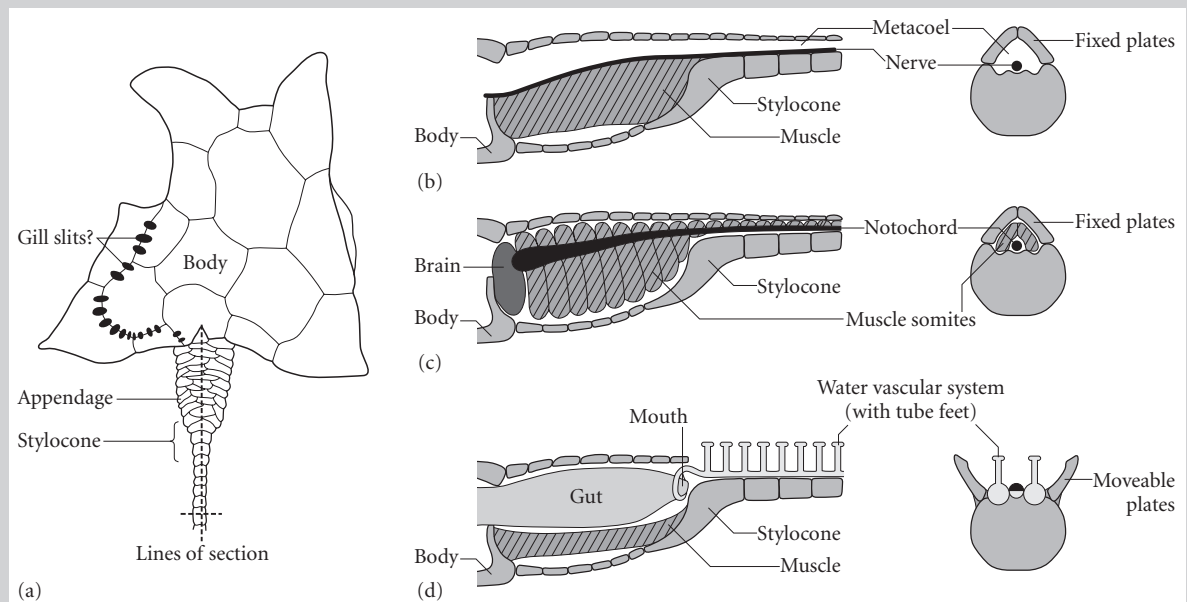 Gill slits?
Body
Appendage
Stylocone
Lines of section
(a)
Metacoel
Fixed plates
Nerve
Stylocone
Muscle
Body
(b)
Notochord
Fixed plates
Brain
Stylocone
Body
Muscle somites
(c)
Water vascular system
(with tube feet)
Mouth
Gut
Moveable
plates
Stylocone
Body
Muscle
(d)